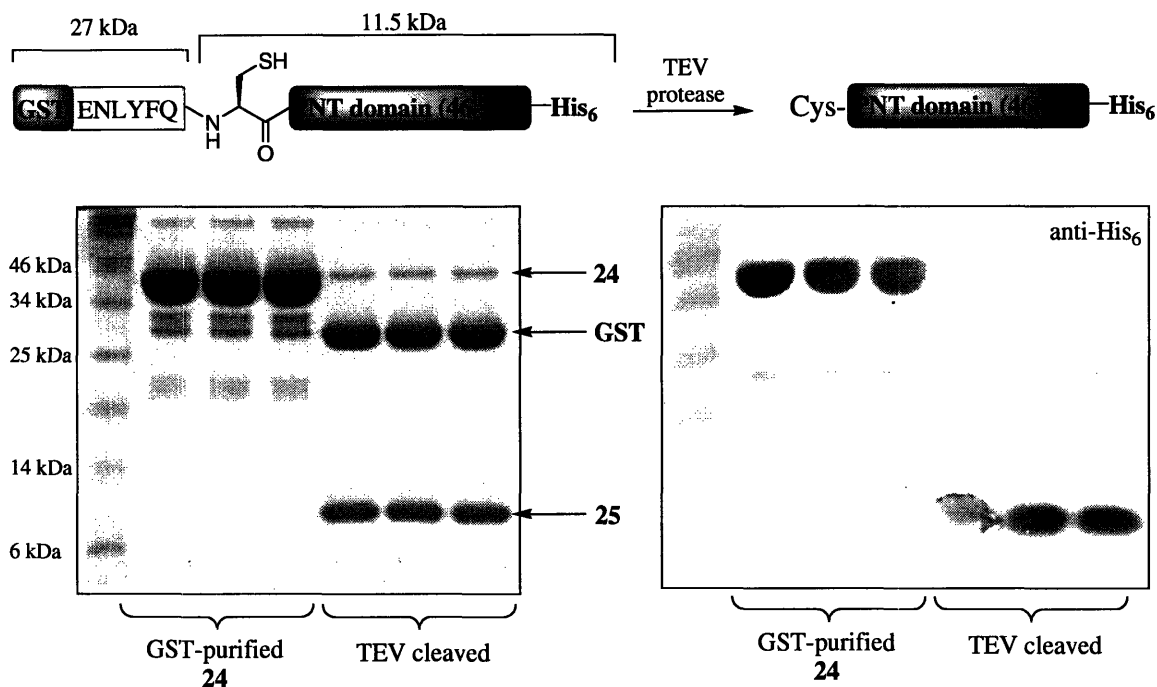 27 kDa
11.5 kDa
SH
GST ENLYFQ
N
H
O
NT domain (46
His6
TEV
protease
Cys-
NT domain (46
His6
46 kDa
34 kDa
25 kDa
14 kDa
6 kDa
24
GST
25
anti-His6
GST-purified
24
TEV cleaved
GST-purified
24
TEV cleaved